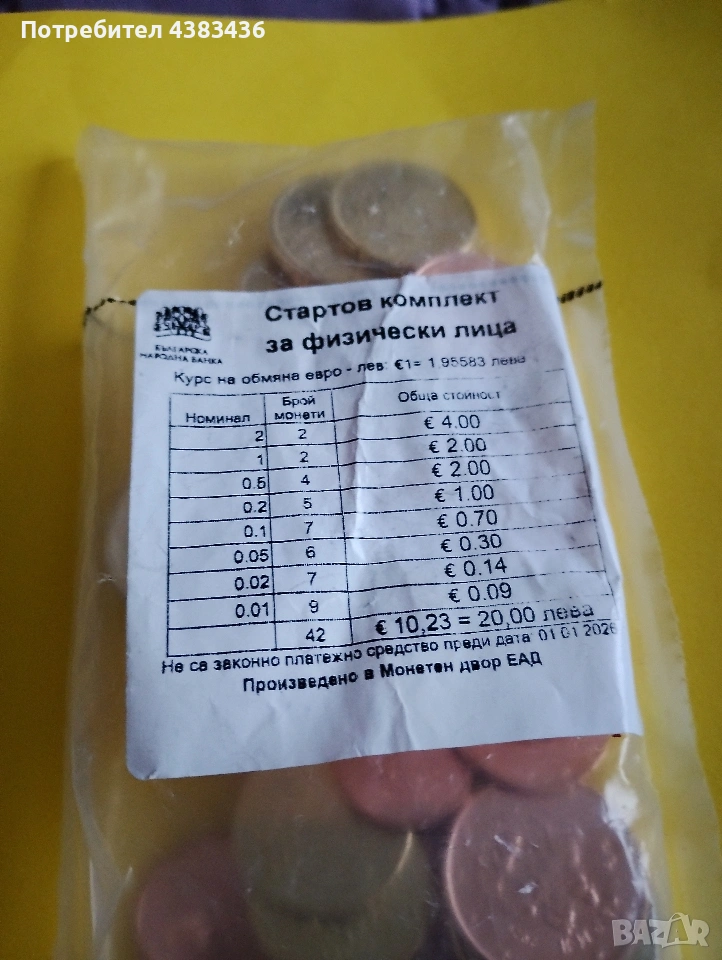 Потребител 4383436
Стартов комплект
за физически лица
БЪЛГАРСКА
НАРОДНА БАНКА
Курс на обмяна евро - лев: €1= 1.95583 лева
Номинал Брой монети Обща стойност
2 2 € 4.00
1 2 € 2.00
0.5 4 € 2.00
0.2 5 € 1.00
0.1 7 € 0.70
0.05 6 € 0.30
0.02 7 € 0.14
0.01 9 € 0.09
42 € 10,23 = 20,00 лева
Не са законно платежно средство преди дата: 01.01.2026
Произведено в Монетен двор ЕАД
BAZAR